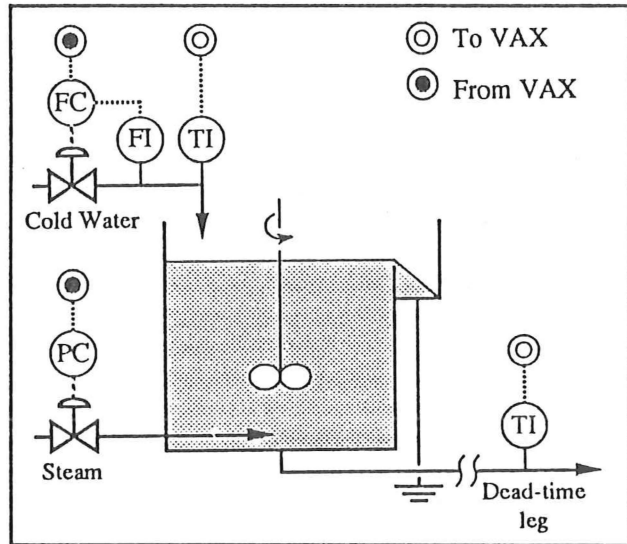 To VAX
From VAX
FC
FI
TI
Cold Water
PC
Steam
TI
Dead-time
leg